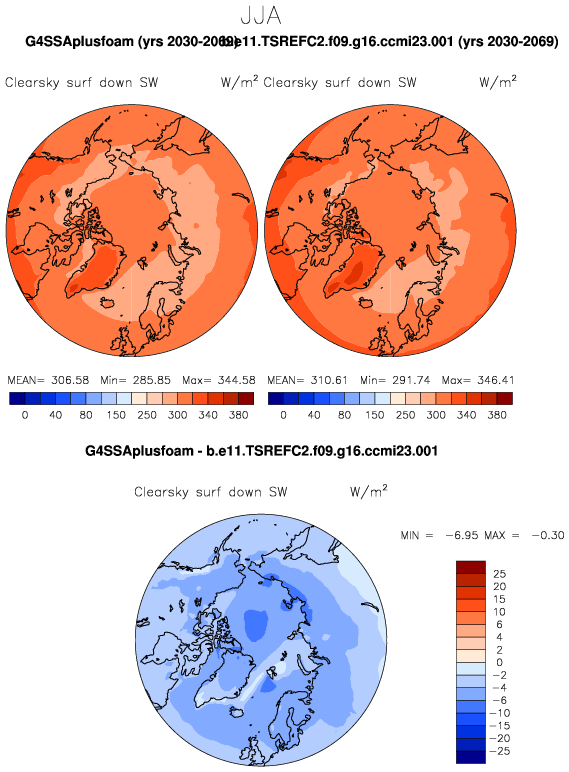 JJA
G4SSAplusfoam (yrs 2030-2069) b.e11.TSREFC2.f09.g16.ccmi23.001 (yrs 2030-2069)
Clearsky surf down SW W/m² Clearsky surf down SW W/m²
MEAN= 306.58 Min= 285.85 Max= 344.58 MEAN= 310.61 Min= 291.74 Max= 346.41
0 40 80 150 250 300 340 380 0 40 80 150 250 300 340 380
G4SSAplusfoam - b.e11.TSREFC2.f09.g16.ccmi23.001
Clearsky surf down SW W/m²
MIN = -6.95 MAX = -0.30
25
20
15
10
6
4
2
0
-2
-4
-6
-10
-15
-20
-25